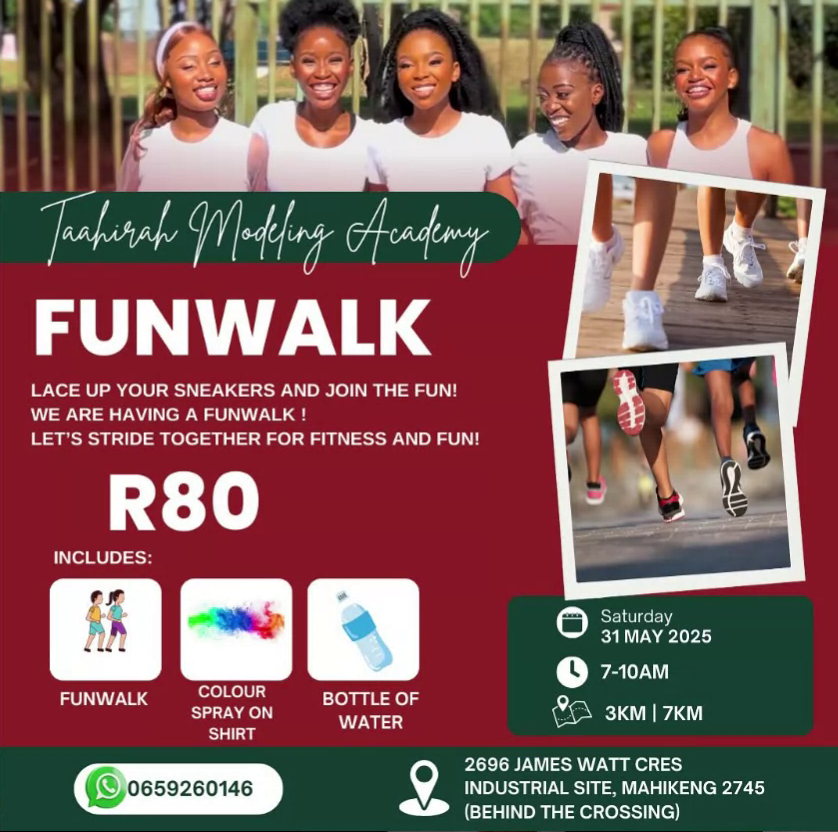 Taahirah Modeling Academy
FUNWALK
LACE UP YOUR SNEAKERS AND JOIN THE FUN!
WE ARE HAVING A FUNWALK !
LET'S STRIDE TOGETHER FOR FITNESS AND FUN!
R80
INCLUDES:
FUNWALK
COLOUR
SPRAY ON
SHIRT
BOTTLE OF
WATER
Saturday
31 MAY 2025
7-10AM
3KM | 7KM
0659260146
2696 JAMES WATT CRES
INDUSTRIAL SITE, MAHIKENG 2745
(BEHIND THE CROSSING)